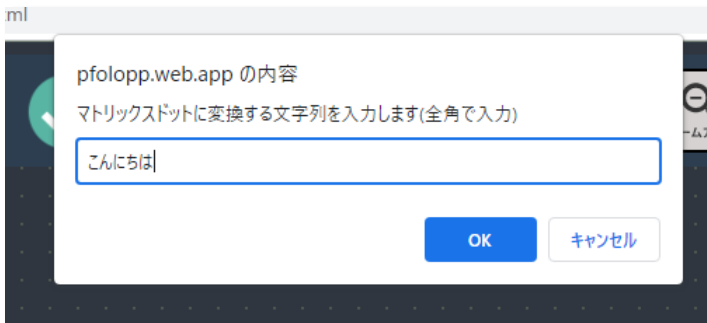 ml
pfolopp.web.app の内容
マトリックスドットに変換する文字列を入力します(全角で入力)
こんにちは
OK
キャンセル